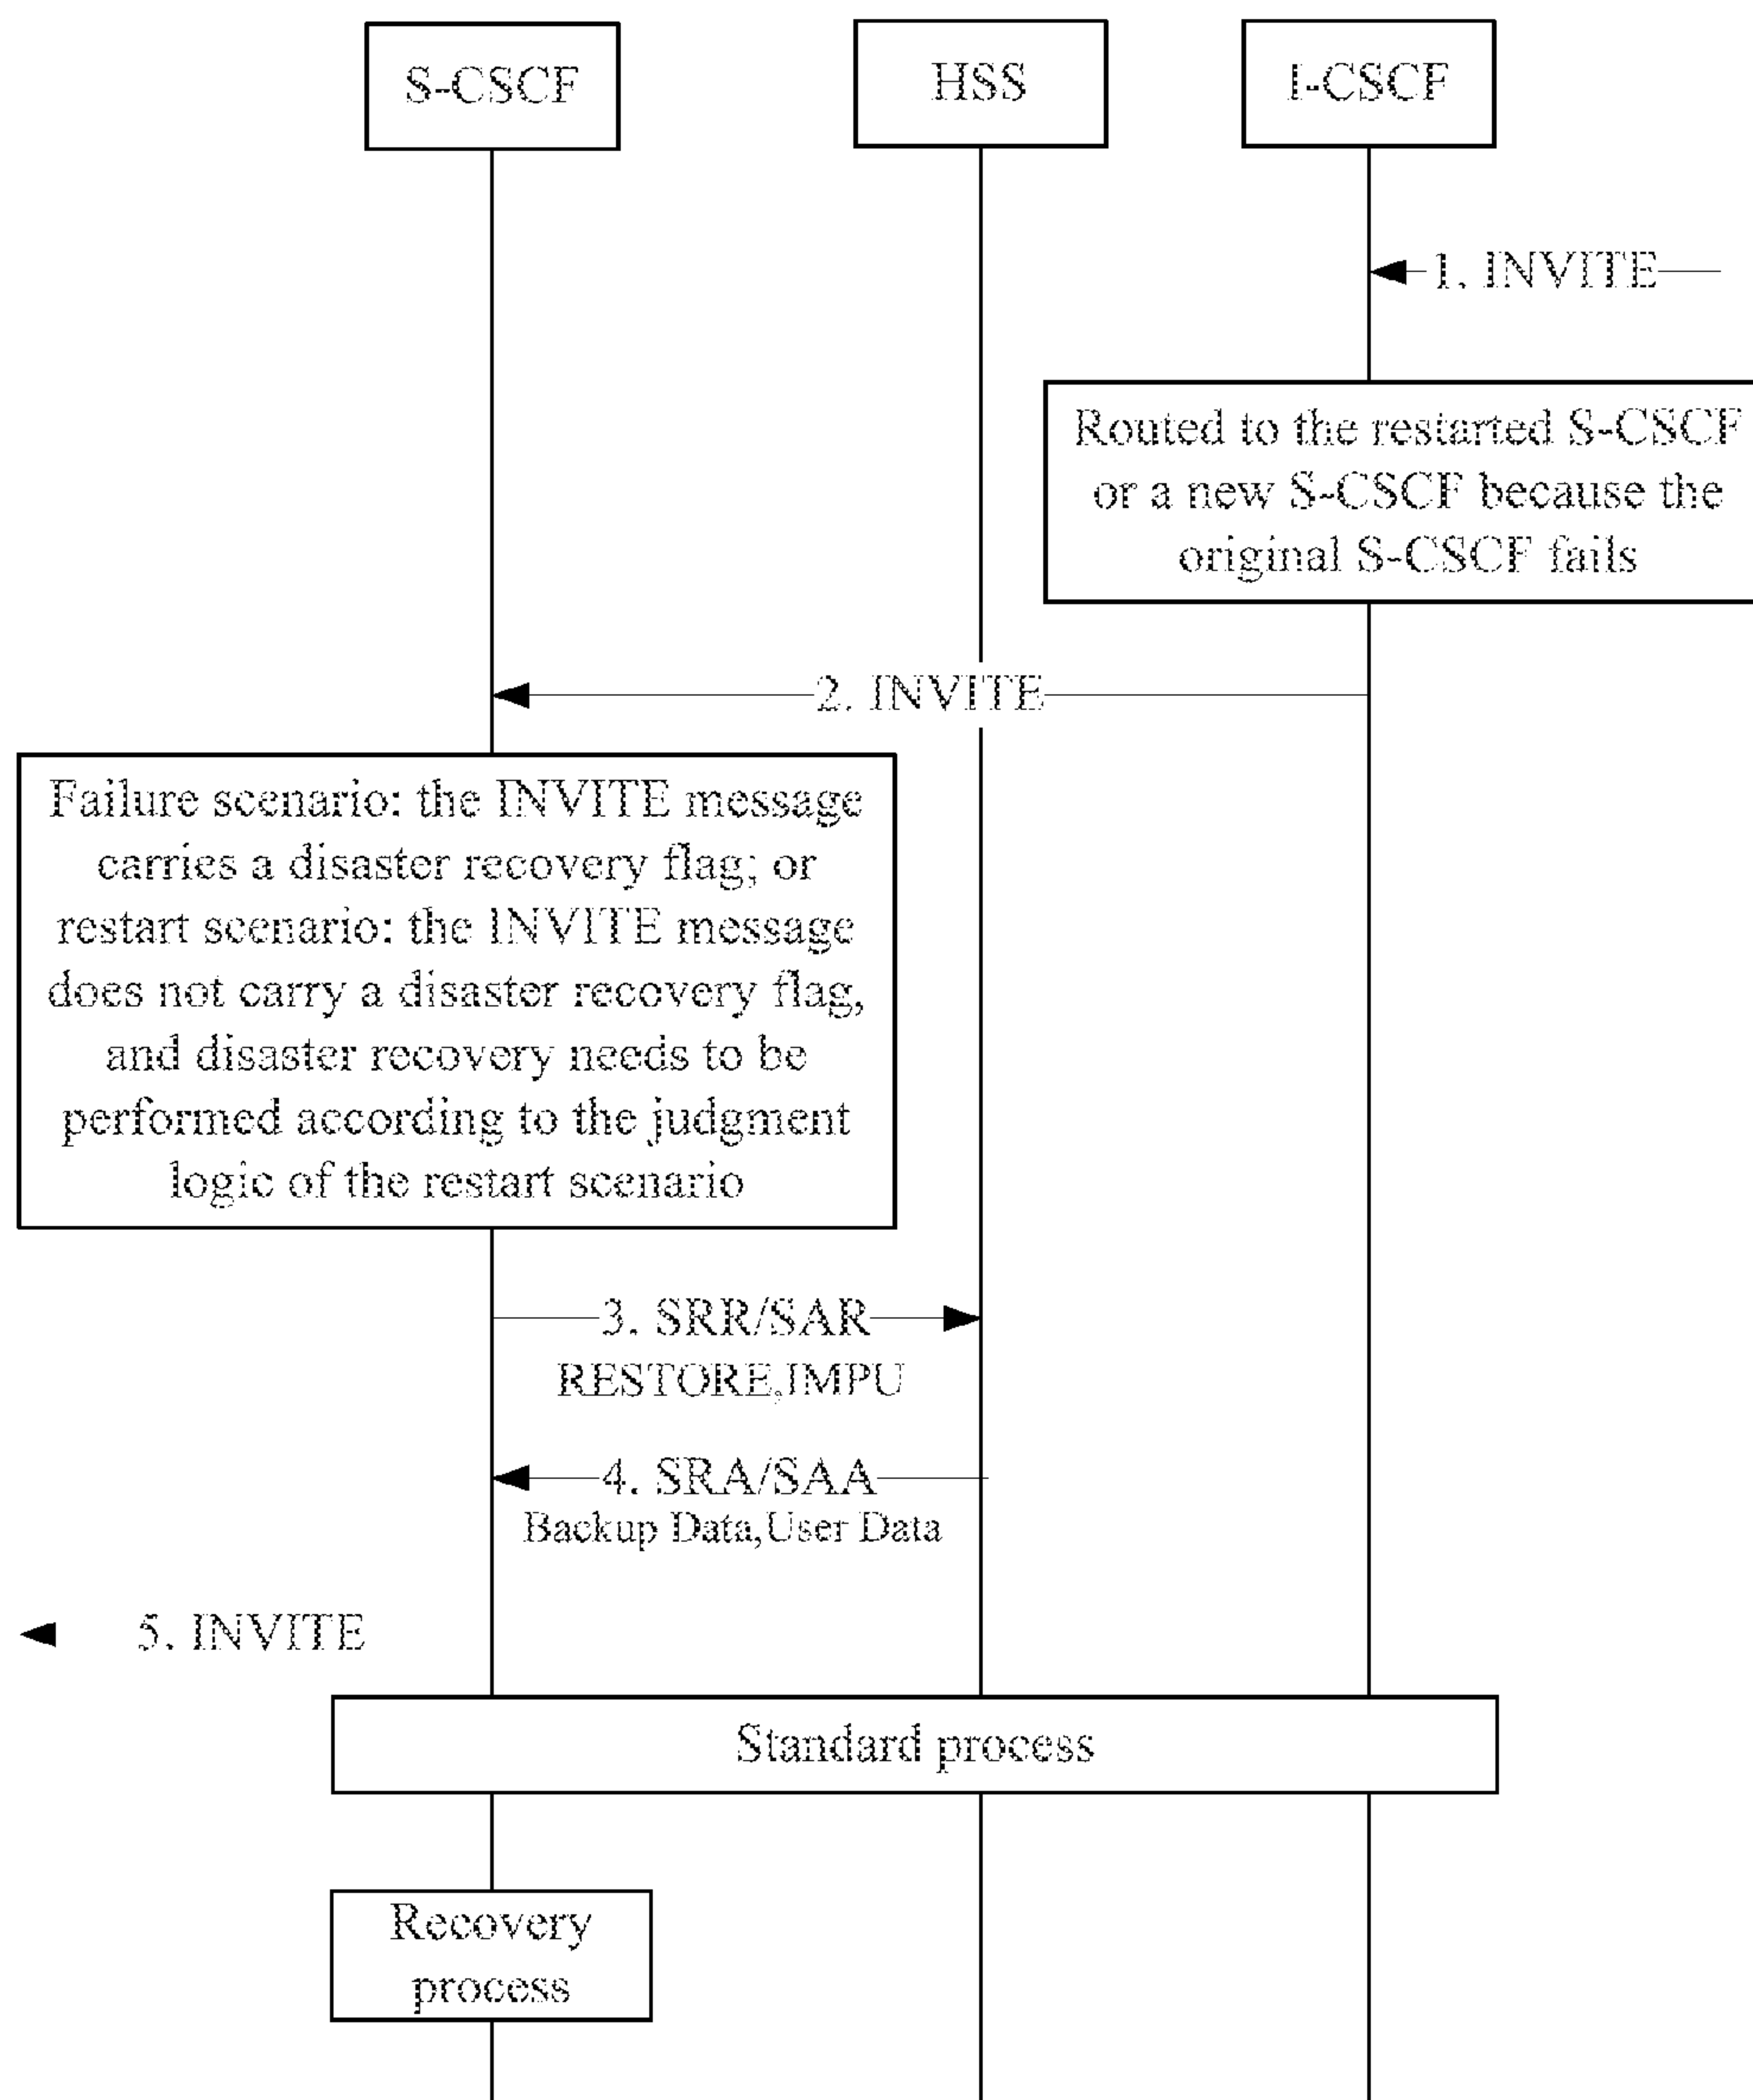 S-CSCF
HSS
I-CSCF
1. INVITE
Routed to the restarted S-CSCF
or a new S-CSCF because the
original S-CSCF fails
2. INVITE
Failure scenario: the INVITE message
carries a disaster recovery flag; or
restart scenario: the INVITE message
does not carry a disaster recovery flag,
and disaster recovery needs to be
performed according to the judgment
logic of the restart scenario
3. SRR/SAR
RESTORE,IMPU
4. SRA/SAA
Backup Data,User Data
5. INVITE
Standard process
Recovery
process